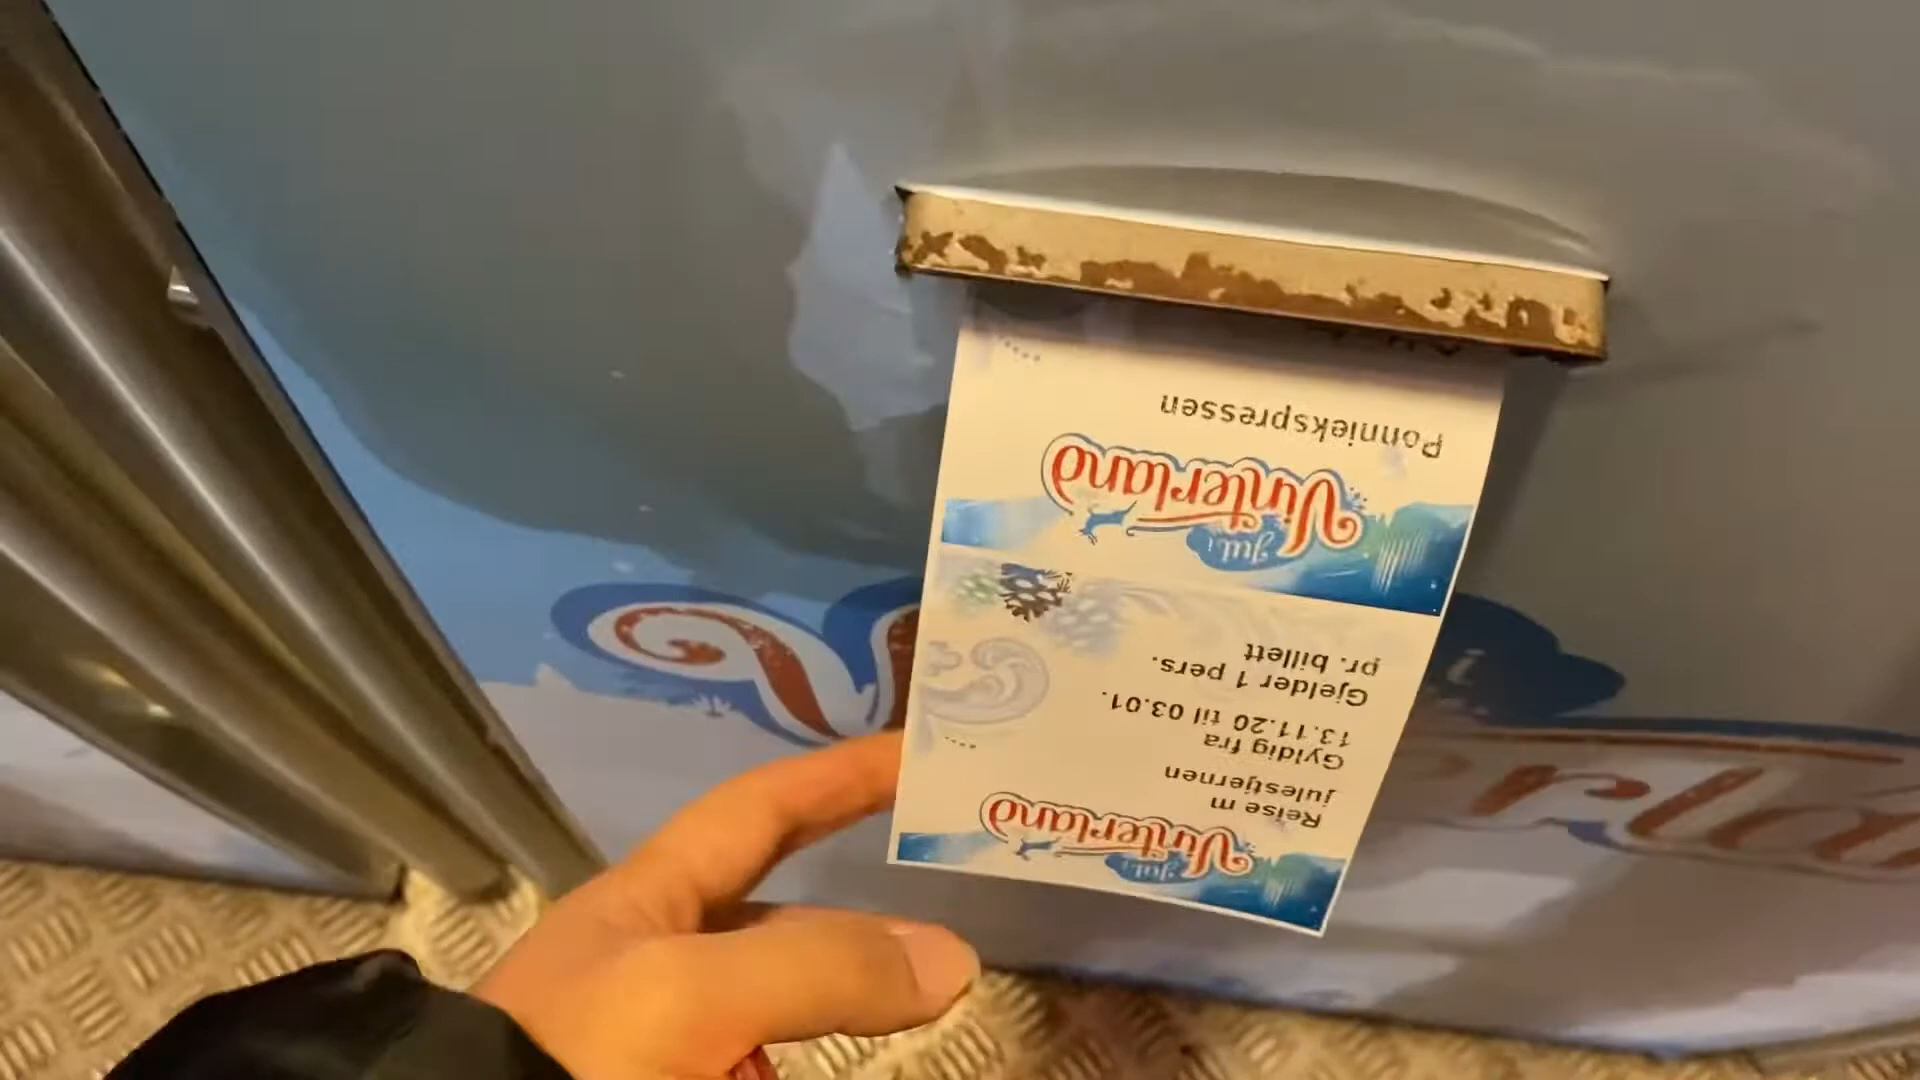 Jul i
Vinterland
Reise m
julestjernen
Gyldig fra
13.11.20 til 03.01.
Gjelder 1 pers.
pr. billett
Jul i
Vinterland
Ponniekspressen